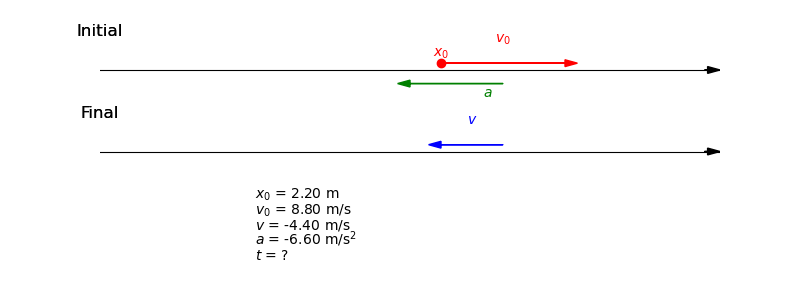 Initial
v₀
x₀
a
Final
v
x₀ = 2.20 m
v₀ = 8.80 m/s
v = -4.40 m/s
a = -6.60 m/s²
t = ?